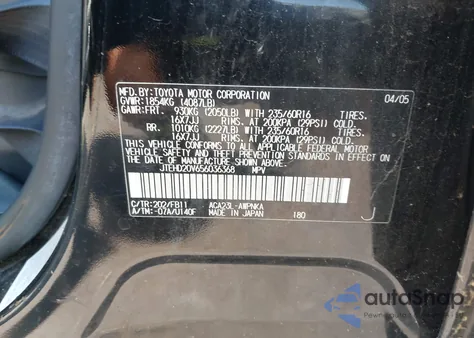 MFD.BY:TOYOTA MOTOR CORPORATION 04/05
GVWR:1854KG (4087LB)
GAWR:FRT. 930KG (2050LB) WITH 235/60R16 TIRES.
16X7JJ RIMS. AT 200KPA (29PSI) COLD.
RR. 1010KG (2227LB) WITH 235/60R16 TIRES.
16X7JJ RIMS. AT 200KPA (29PSI) COLD.
THIS VEHICLE CONFORMS TO ALL APPLICABLE FEDERAL MOTOR
VEHICLE SAFETY AND THEFT PREVENTION STANDARDS IN EFFECT ON
THE DATE OF MANUFACTURE SHOWN ABOVE.
JTEHD20V656036368 MPV
C/TR:202/FB11 ACA23L-AWPNKA
A/TM:-07A/U140F MADE IN JAPAN 180 J
autoSnap